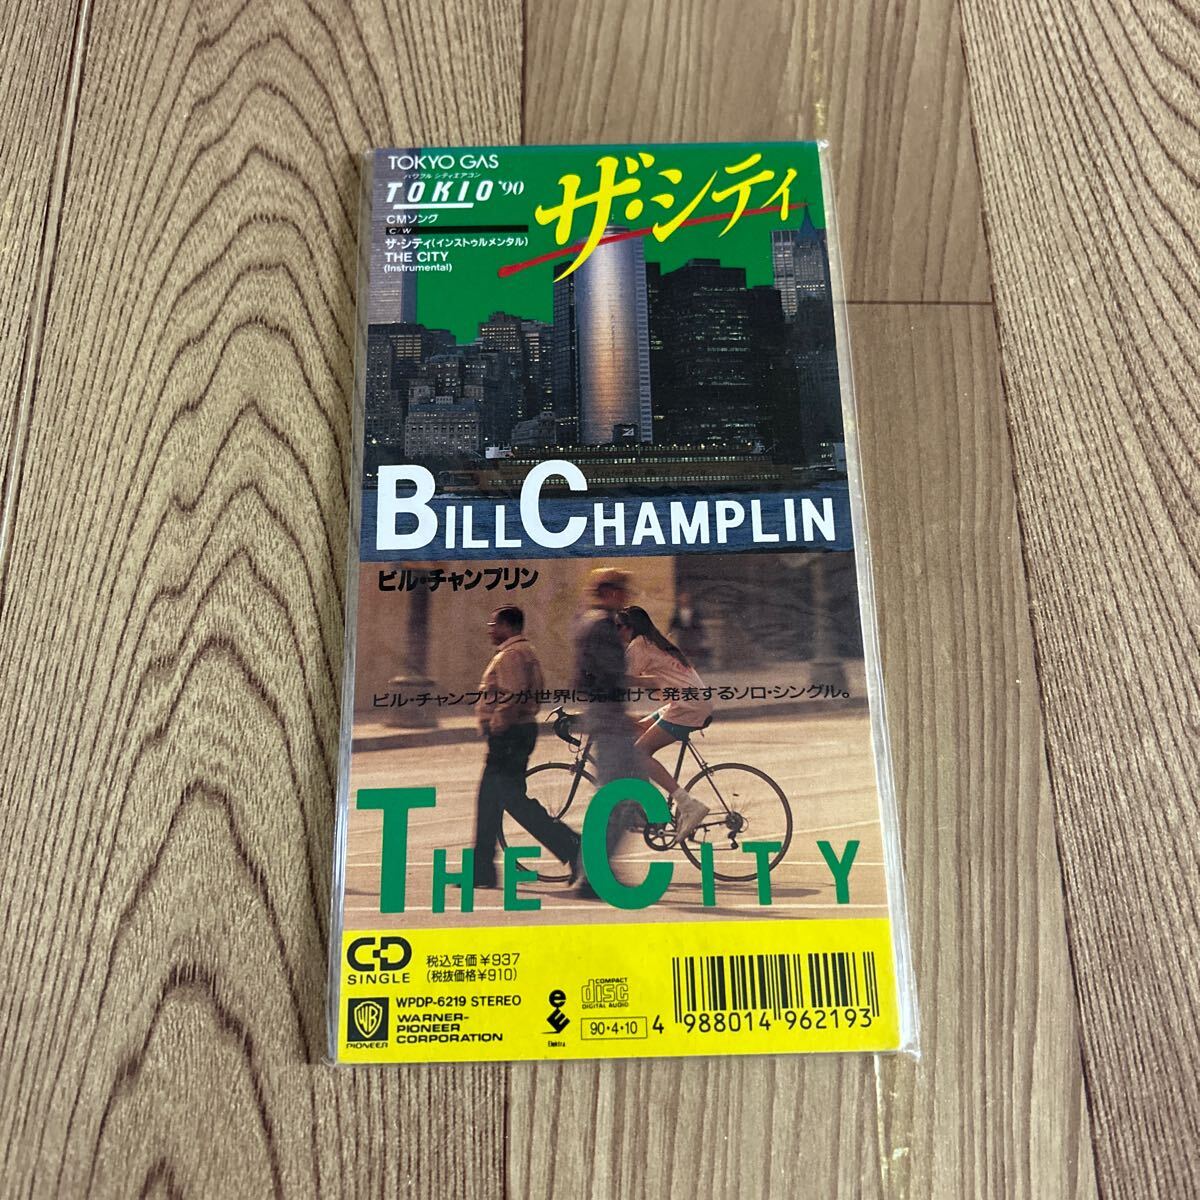 TOKYO GAS
パワフル シティエアコン
TOKIO '90
CMソング
C/W
ザ・シティ(インストゥルメンタル)
THE CITY
(Instrumental)
ザ・シティ
BILL CHAMPLIN
ビル・チャンプリン
ビル・チャンプリンが世界に先駆けて発表するソロ・シングル。
THE CITY
CD
SINGLE
税込定価¥937
(税抜価格¥910)
WPDP-6219 STEREO
WARNER-
PIONEER
CORPORATION
WB
PIONEER
e
Elektra
COMPACT
disc
DIGITAL AUDIO
90・4・10
4 988014 962193